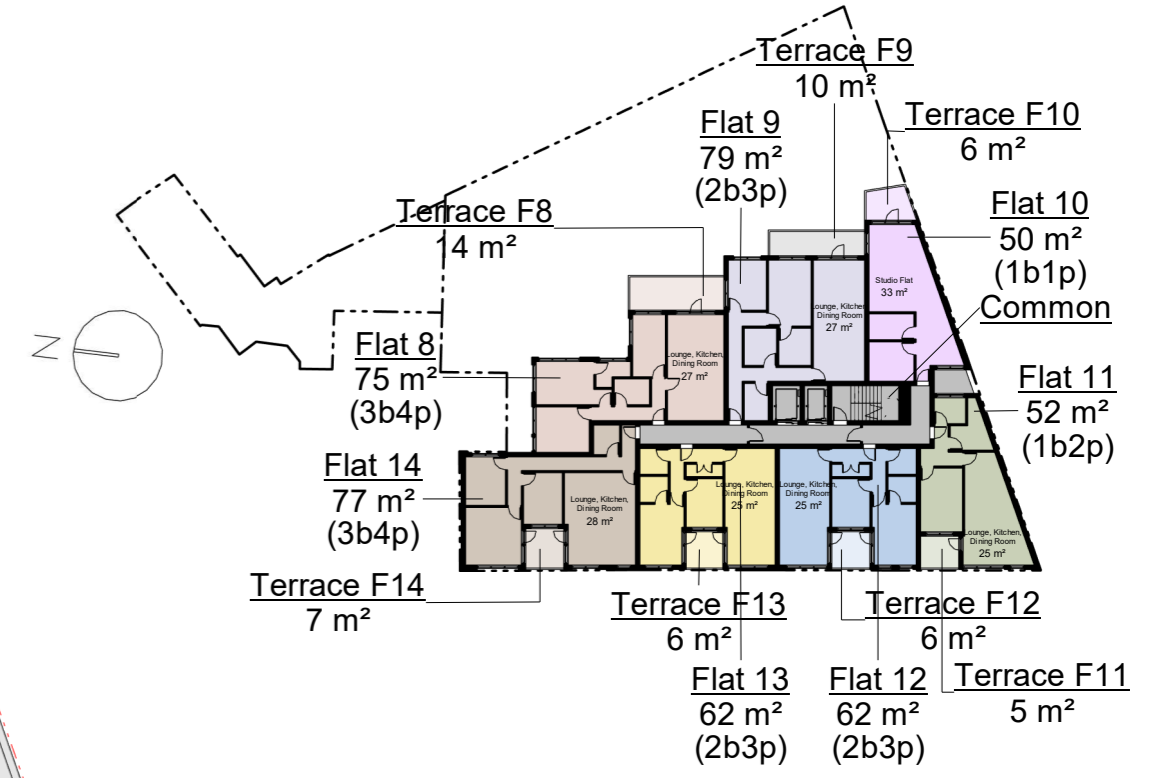 Terrace F9
10 m²
Terrace F10
6 m²
Flat 9
79 m²
(2b3p)
Terrace F8
14 m²
Flat 10
50 m²
(1b1p)
Studio Flat
33 m²
Common
Lounge, Kitchen,
Dining Room
27 m²
N
Flat 8
75 m²
(3b4p)
Lounge, Kitchen,
Dining Room
27 m²
Flat 11
52 m²
(1b2p)
Flat 14
77 m²
(3b4p)
Lounge, Kitchen,
Dining Room
28 m²
Lounge, Kitchen,
Dining Room
25 m²
Lounge, Kitchen,
Dining Room
25 m²
Lounge, Kitchen,
Dining Room
25 m²
Terrace F14
7 m²
Terrace F13
6 m²
Terrace F12
6 m²
Flat 13
62 m²
(2b3p)
Flat 12
62 m²
(2b3p)
Terrace F11
5 m²